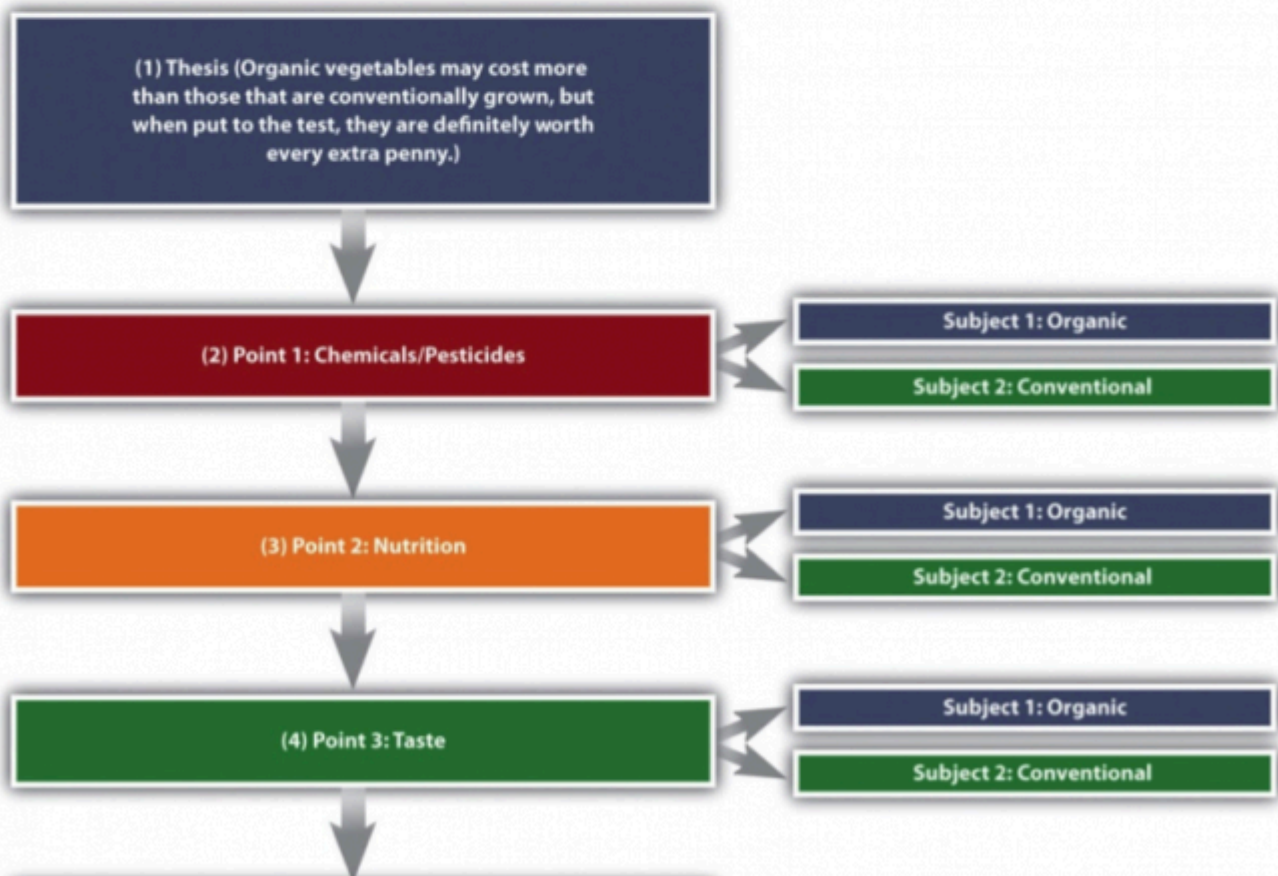 (1) Thesis (Organic vegetables may cost more
than those that are conventionally grown, but
when put to the test, they are definitely worth
every extra penny.)
(2) Point 1: Chemicals/Pesticides
Subject 1: Organic
Subject 2: Conventional
(3) Point 2: Nutrition
Subject 1: Organic
Subject 2: Conventional
(4) Point 3: Taste
Subject 1: Organic
Subject 2: Conventional